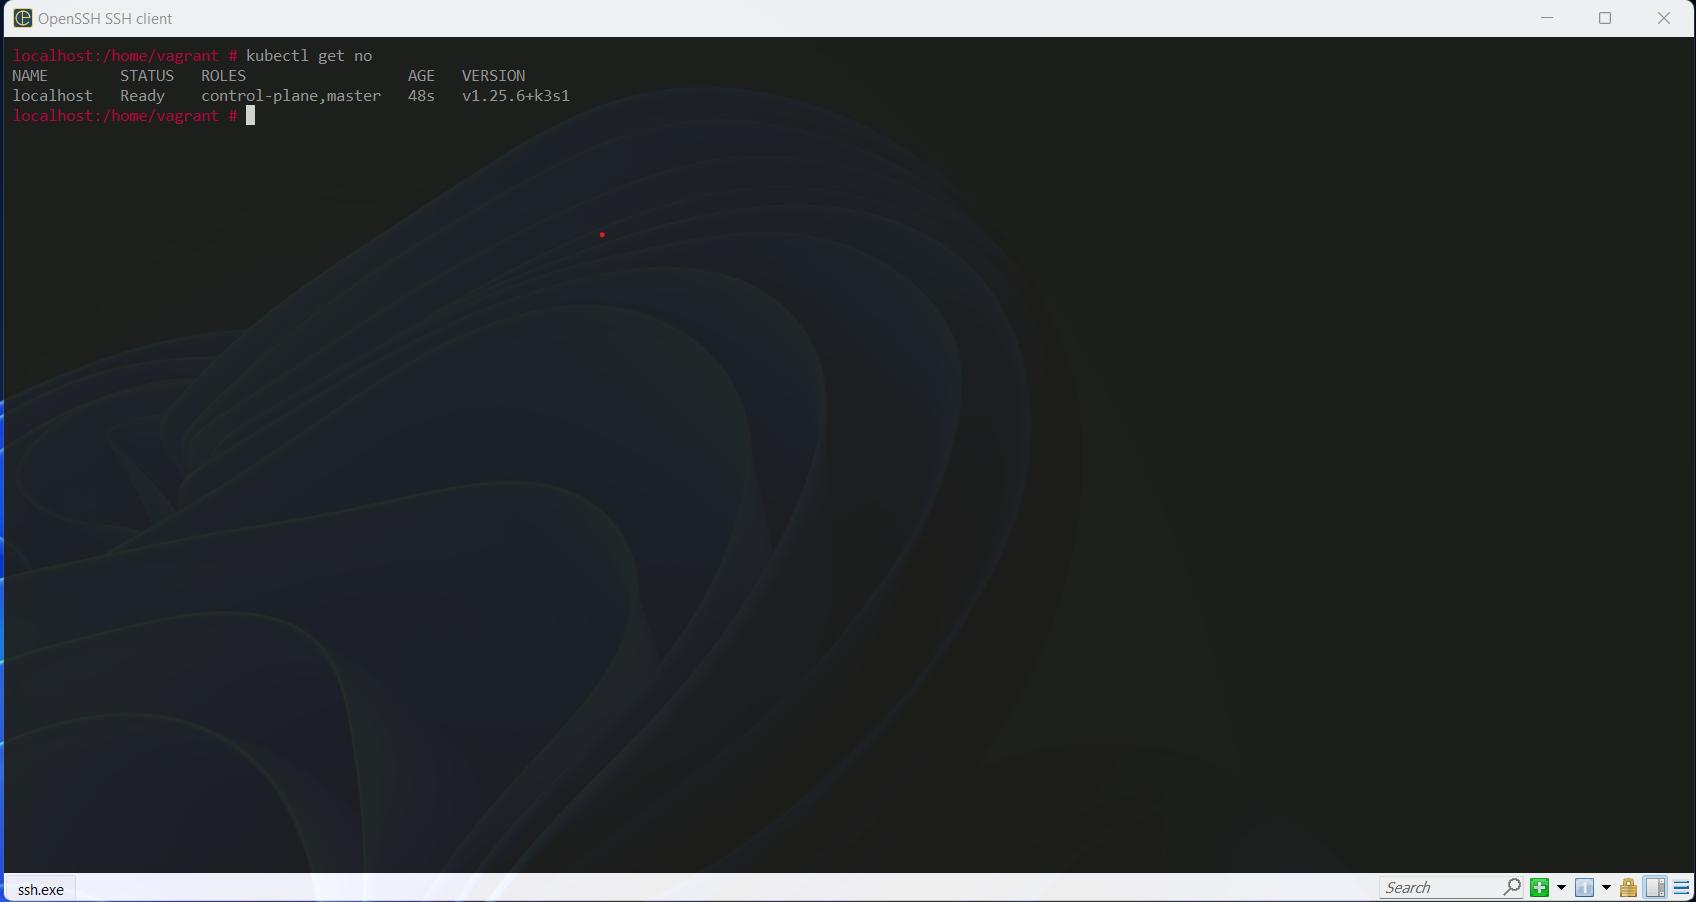 OpenSSH SSH client
localhost:/home/vagrant # kubectl get no
NAME        STATUS   ROLES                  AGE   VERSION
localhost   Ready    control-plane,master   48s   v1.25.6+k3s1
localhost:/home/vagrant #
ssh.exe
Search